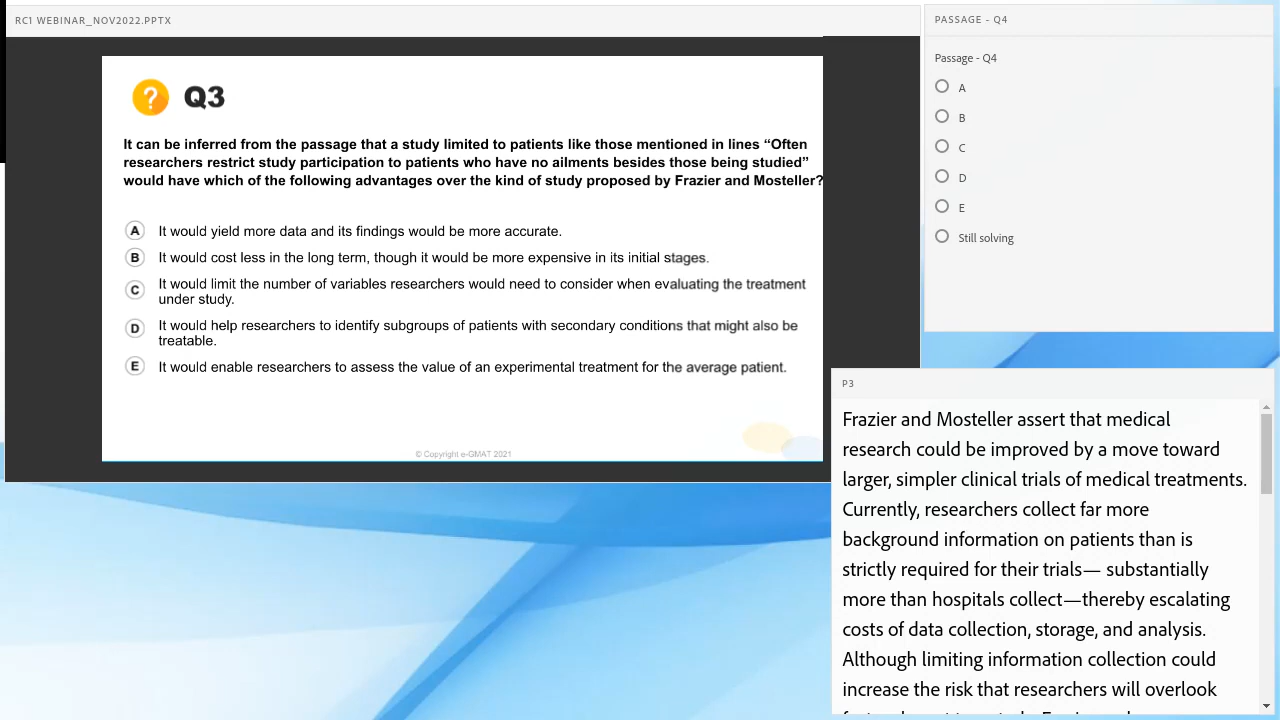 RC1 WEBINAR_NOV2022.PPTX
Q3
It can be inferred from the passage that a study limited to patients like those mentioned in lines “Often
researchers restrict study participation to patients who have no ailments besides those being studied”
would have which of the following advantages over the kind of study proposed by Frazier and Mosteller?
A It would yield more data and its findings would be more accurate.
B It would cost less in the long term, though it would be more expensive in its initial stages.
C It would limit the number of variables researchers would need to consider when evaluating the treatment
under study.
D It would help researchers to identify subgroups of patients with secondary conditions that might also be
treatable.
E It would enable researchers to assess the value of an experimental treatment for the average patient.
© Copyright e-GMAT 2021
PASSAGE - Q4
Passage - Q4
A
B
C
D
E
Still solving
P3
Frazier and Mosteller assert that medical
research could be improved by a move toward
larger, simpler clinical trials of medical treatments.
Currently, researchers collect far more
background information on patients than is
strictly required for their trials— substantially
more than hospitals collect—thereby escalating
costs of data collection, storage, and analysis.
Although limiting information collection could
increase the risk that researchers will overlook